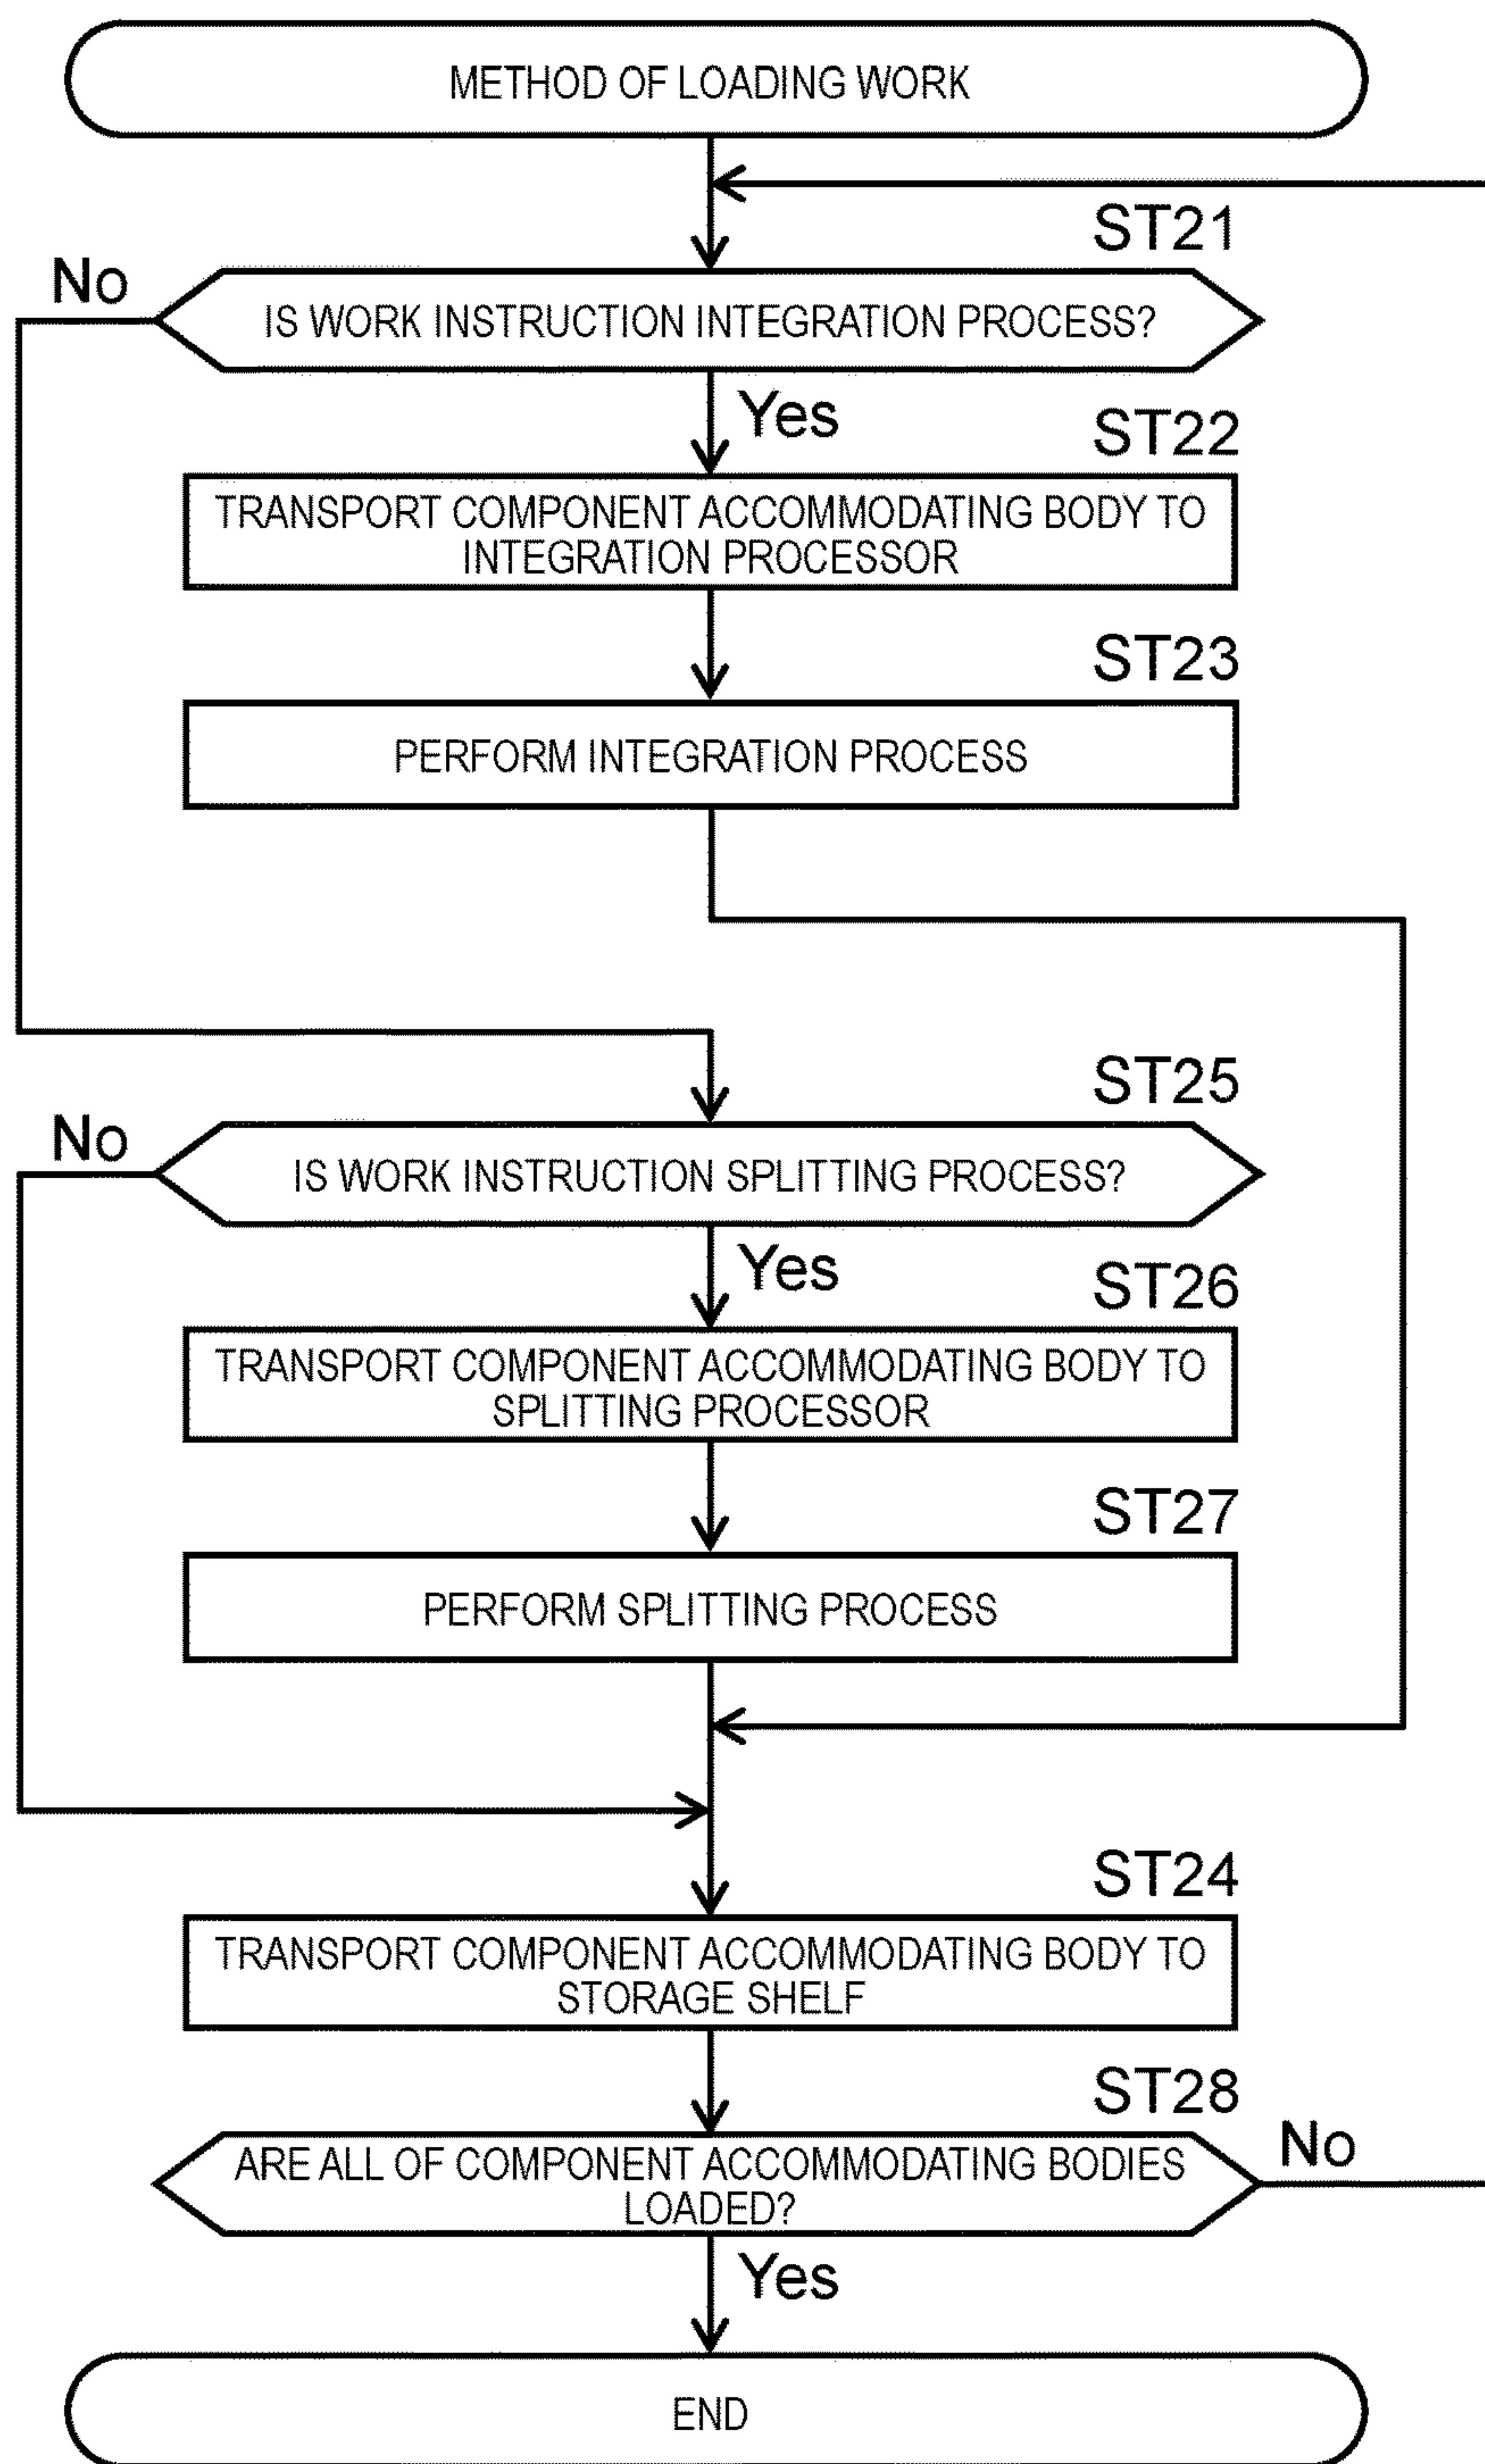 METHOD OF LOADING WORK
ST21
No
IS WORK INSTRUCTION INTEGRATION PROCESS?
Yes
ST22
TRANSPORT COMPONENT ACCOMMODATING BODY TO
INTEGRATION PROCESSOR
ST23
PERFORM INTEGRATION PROCESS
ST25
No
IS WORK INSTRUCTION SPLITTING PROCESS?
Yes
ST26
TRANSPORT COMPONENT ACCOMMODATING BODY TO
SPLITTING PROCESSOR
ST27
PERFORM SPLITTING PROCESS
ST24
TRANSPORT COMPONENT ACCOMMODATING BODY TO
STORAGE SHELF
ST28
ARE ALL OF COMPONENT ACCOMMODATING BODIES
LOADED?
No
Yes
END